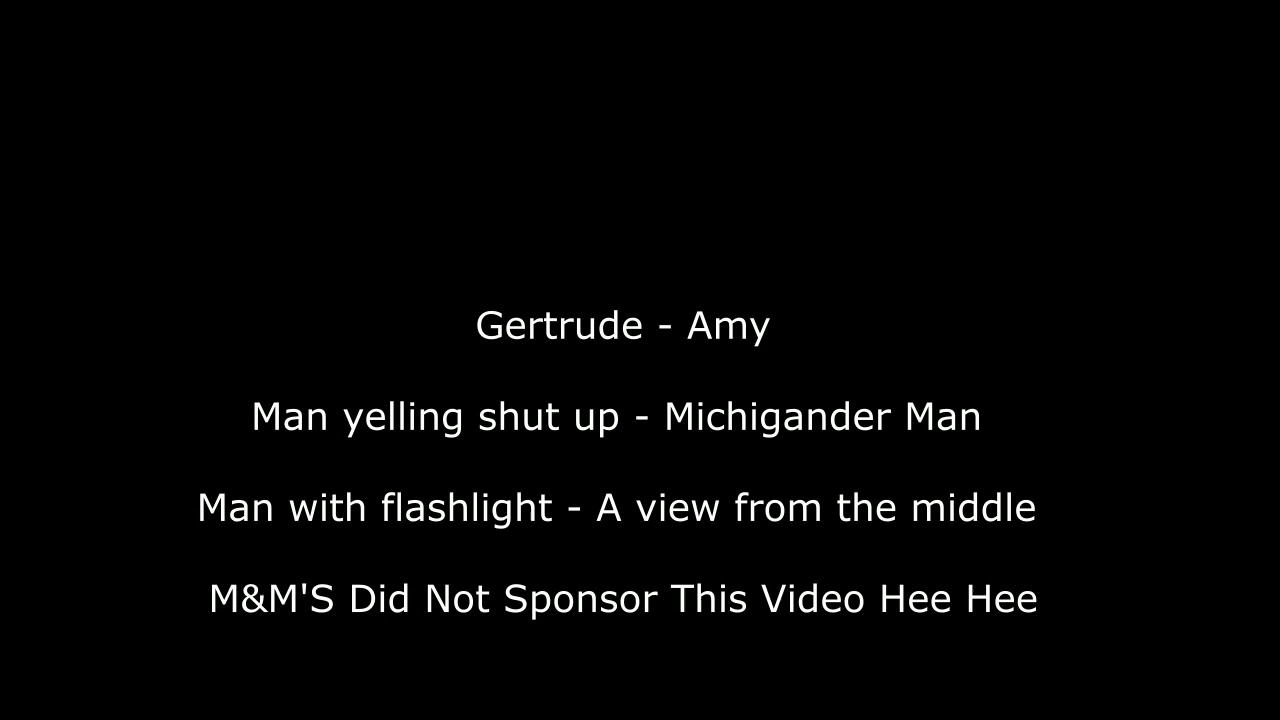 Gertrude - Amy
Man yelling shut up - Michigander Man
Man with flashlight - A view from the middle
M&M'S Did Not Sponsor This Video Hee Hee